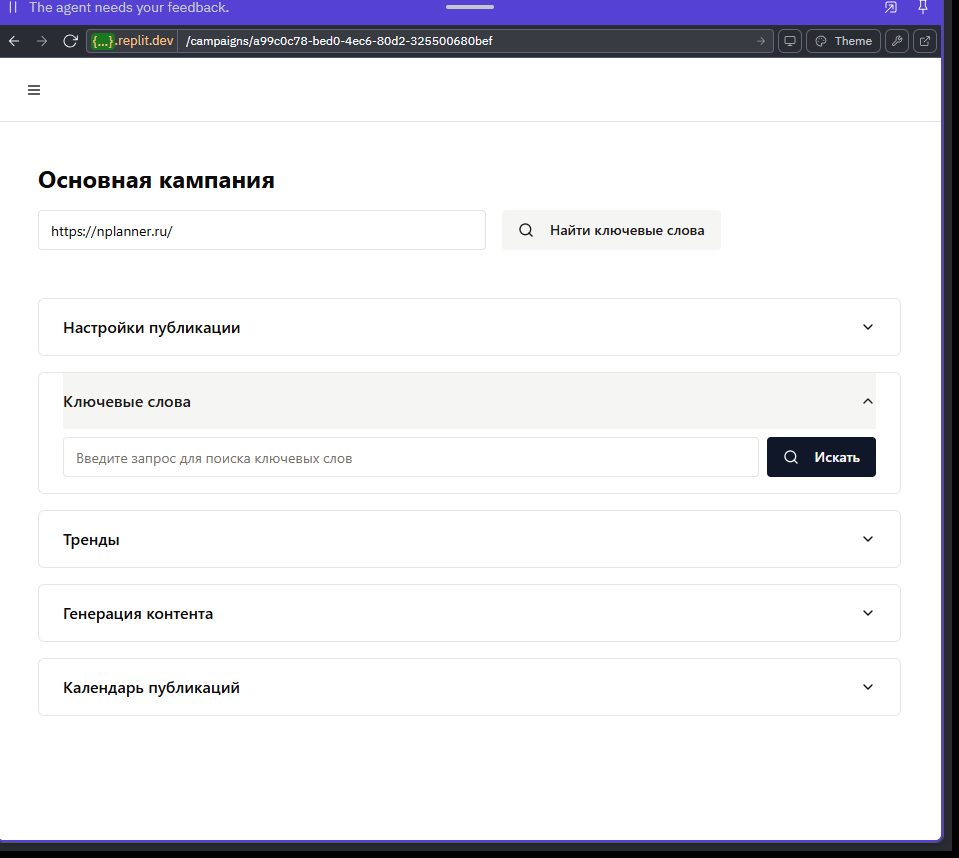 The agent needs your feedback.
{...}.replit.dev /campaigns/a99c0c78-bed0-4ec6-80d2-325500680bef Theme
Основная кампания
https://nplanner.ru/ Найти ключевые слова
Настройки публикации
Ключевые слова
Введите запрос для поиска ключевых слов Искать
Тренды
Генерация контента
Календарь публикаций